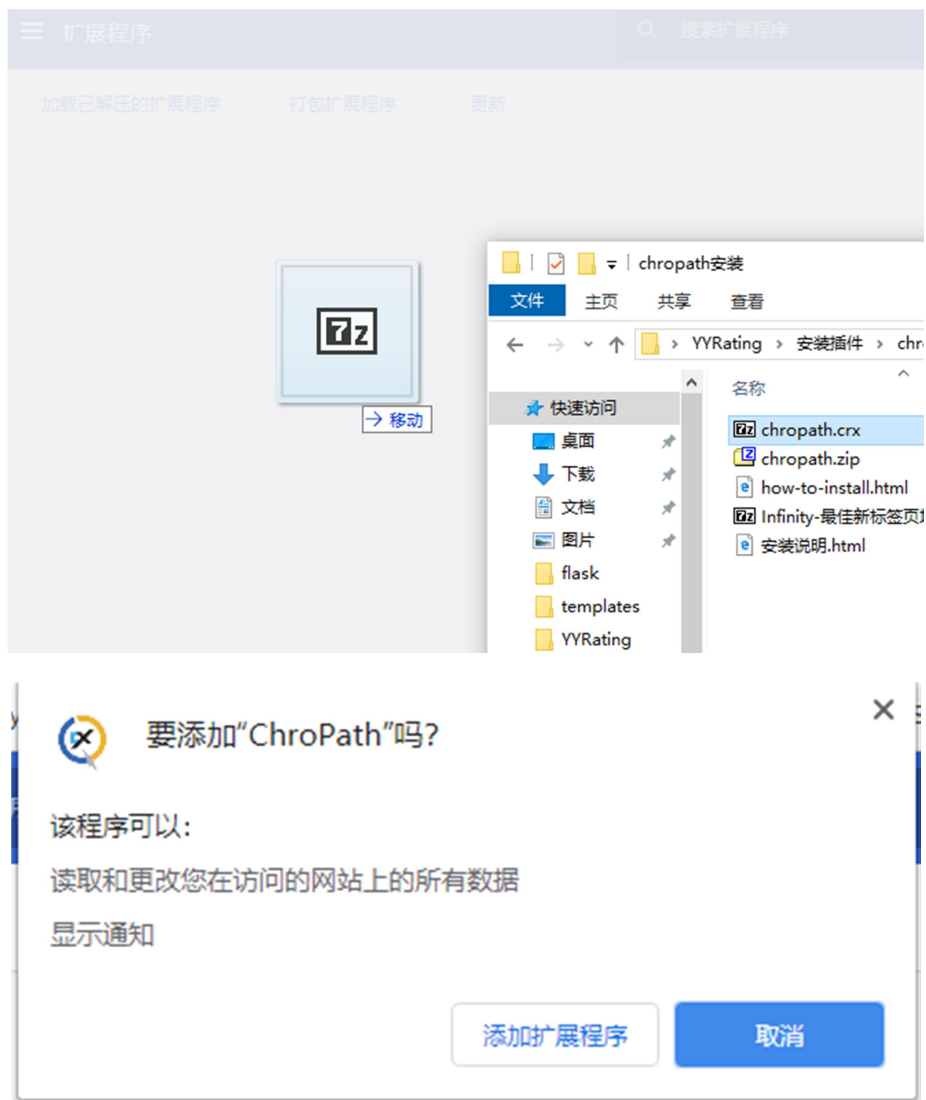 扩展程序
搜索扩展程序
加载已解压的扩展程序 打包扩展程序 更新
chropath安装
文件 主页 共享 查看
YYRating > 安装插件 > chr
名称
快速访问
桌面
下载
文档
图片
flask
templates
YYRating
chropath.crx
chropath.zip
how-to-install.html
Infinity-最佳新标签页
安装说明.html
7z
→ 移动
要添加“ChroPath”吗?
该程序可以:
读取和更改您在访问的网站上的所有数据
显示通知
添加扩展程序 取消